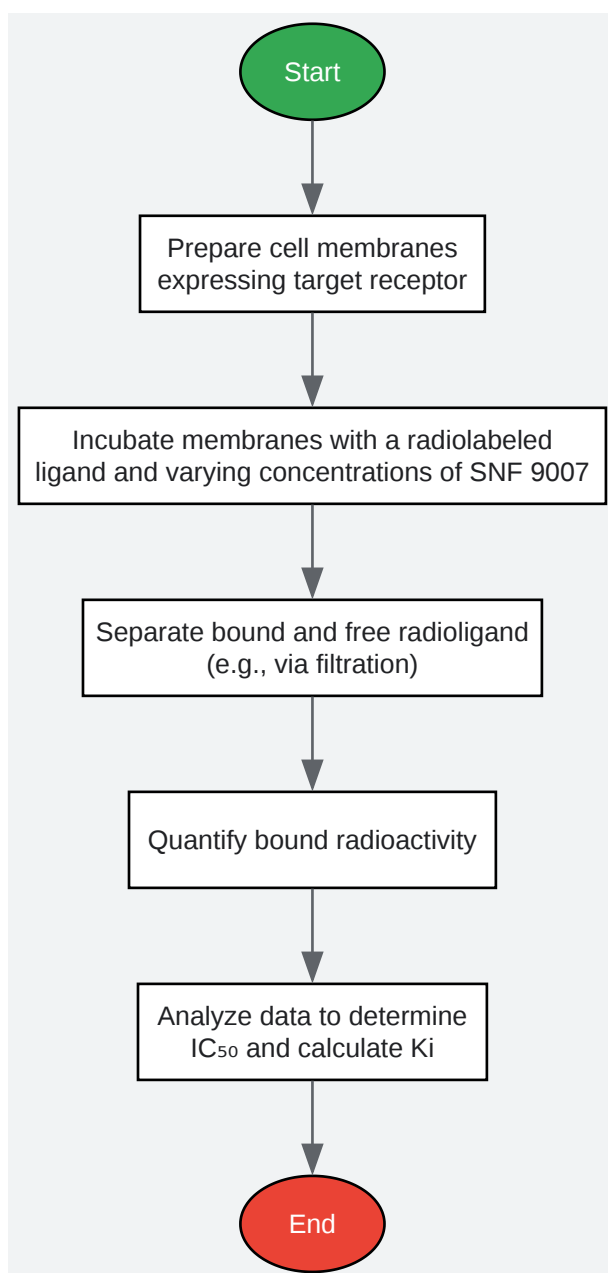 Start
Prepare cell membranes
expressing target receptor
Incubate membranes with a radiolabeled
ligand and varying concentrations of SNF 9007
Separate bound and free radioligand
(e.g., via filtration)
Quantify bound radioactivity
Analyze data to determine
IC₅₀ and calculate Ki
End